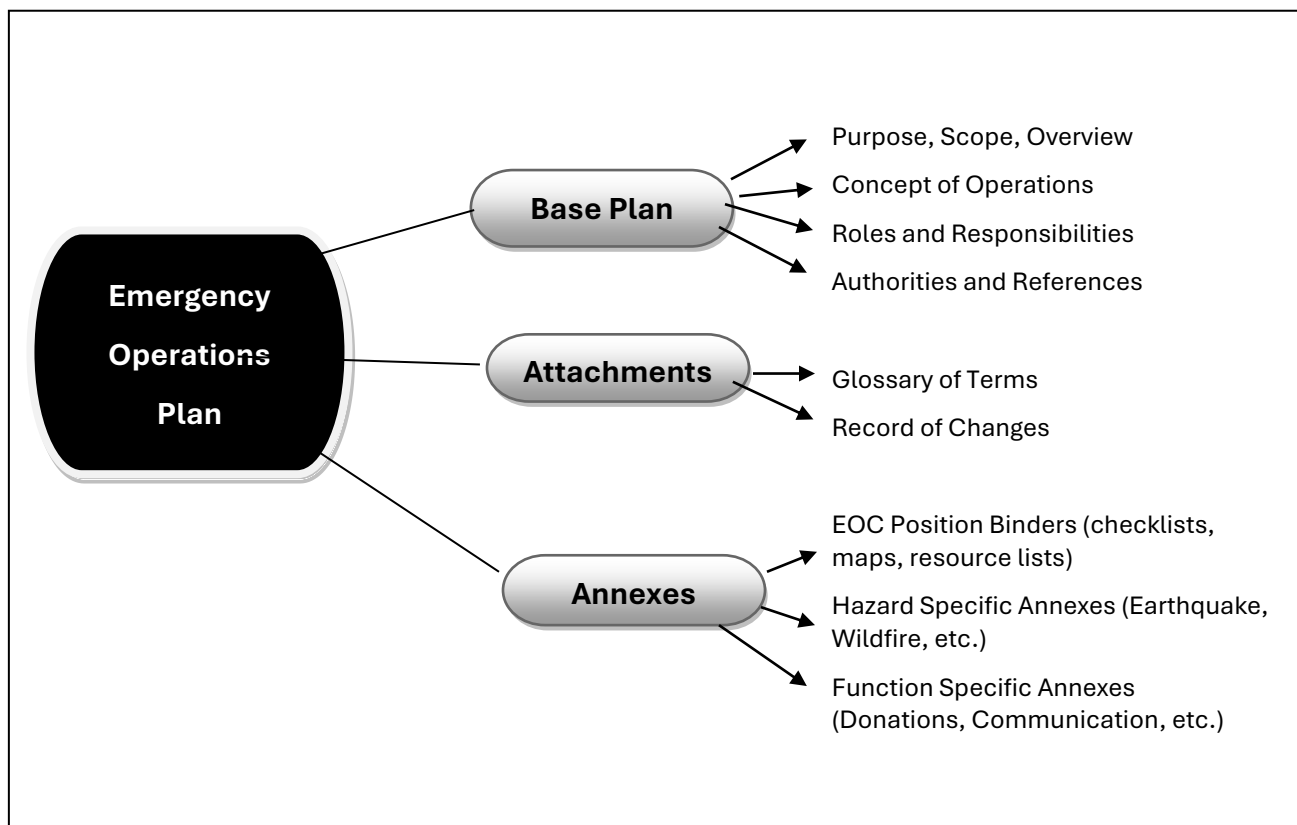 Emergency
Operations
Plan
Base Plan
Purpose, Scope, Overview
Concept of Operations
Roles and Responsibilities
Authorities and References
Attachments
Glossary of Terms
Record of Changes
Annexes
EOC Position Binders (checklists,
maps, resource lists)
Hazard Specific Annexes (Earthquake,
Wildfire, etc.)
Function Specific Annexes
(Donations, Communication, etc.)